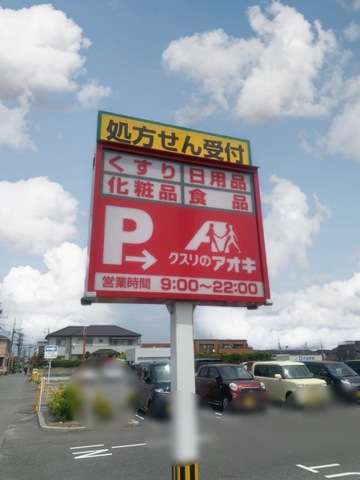 処方せん受付
くすり 日用品
化粧品 食品
P→
クスリのアオキ
営業時間 9:00～22:00